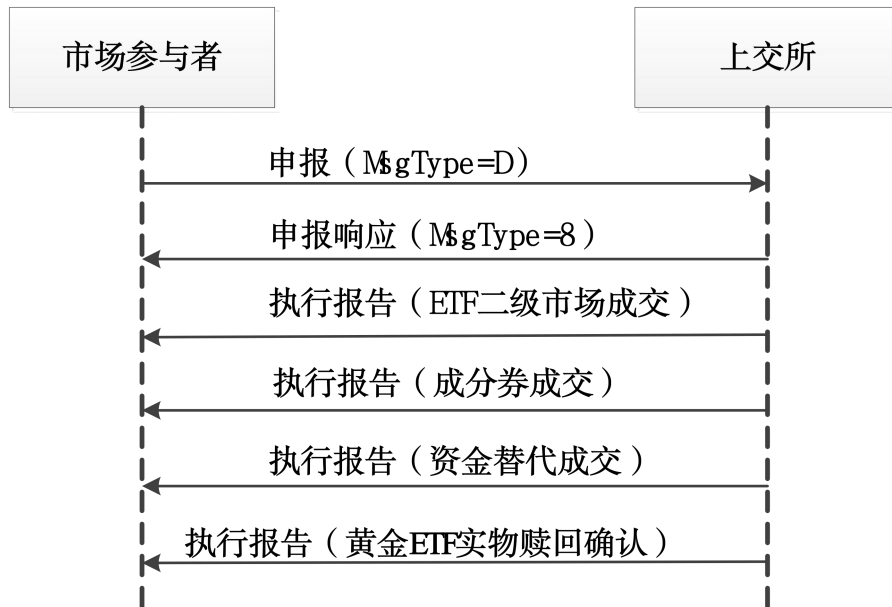 市场参与者
上交所
申报（MsgType=D）
申报响应（MsgType=8）
执行报告（ETF二级市场成交）
执行报告（成分券成交）
执行报告（资金替代成交）
执行报告（黄金ETF实物赎回确认）